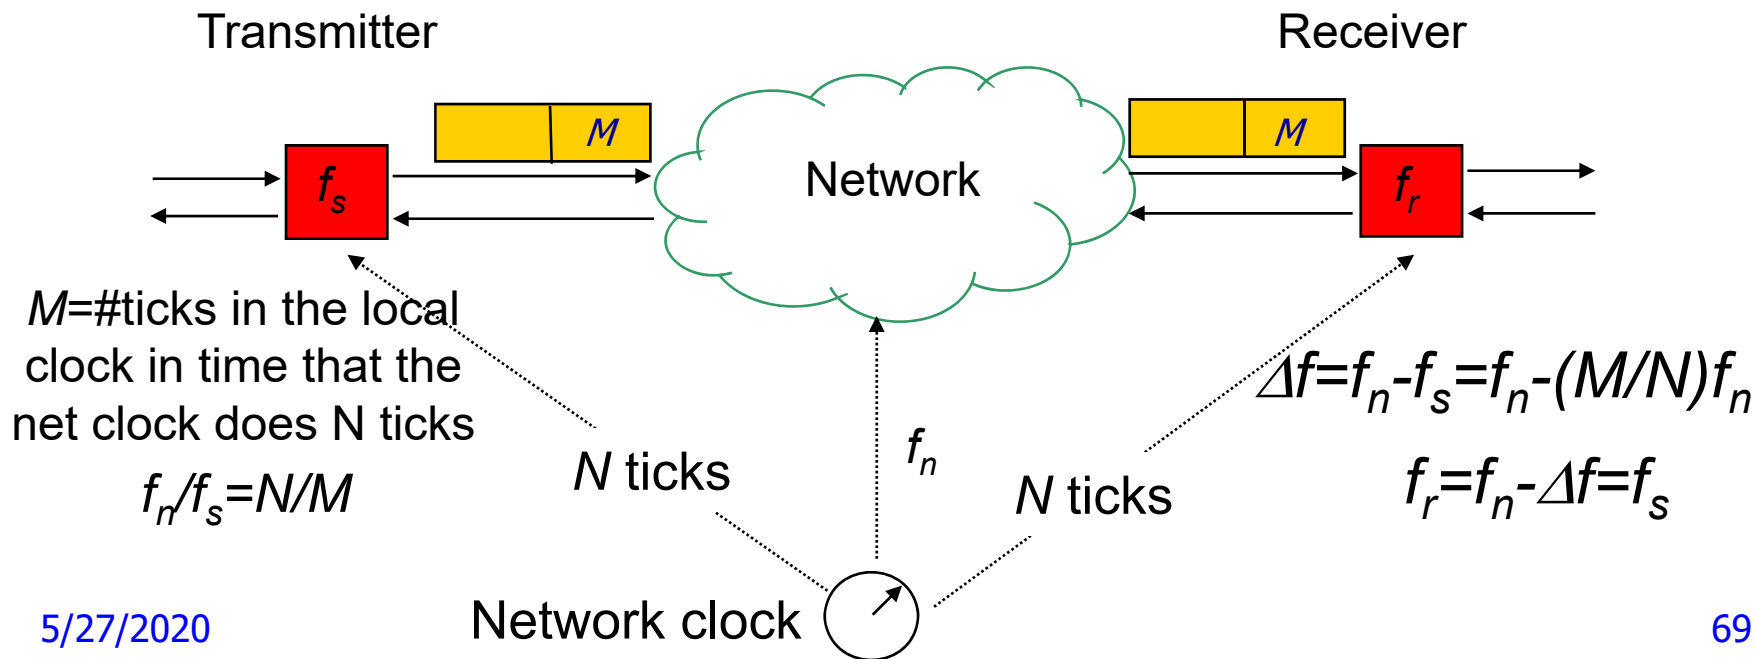 Transmitter
Receiver
M
M
f_s
Network
f_r
M=#ticks in the local
clock in time that the
net clock does N ticks
f_n/f_s=N/M
N ticks
f_n
N ticks
Δf=f_n-f_s=f_n-(M/N)f_n
f_r=f_n-Δf=f_s
Network clock
5/27/2020
69